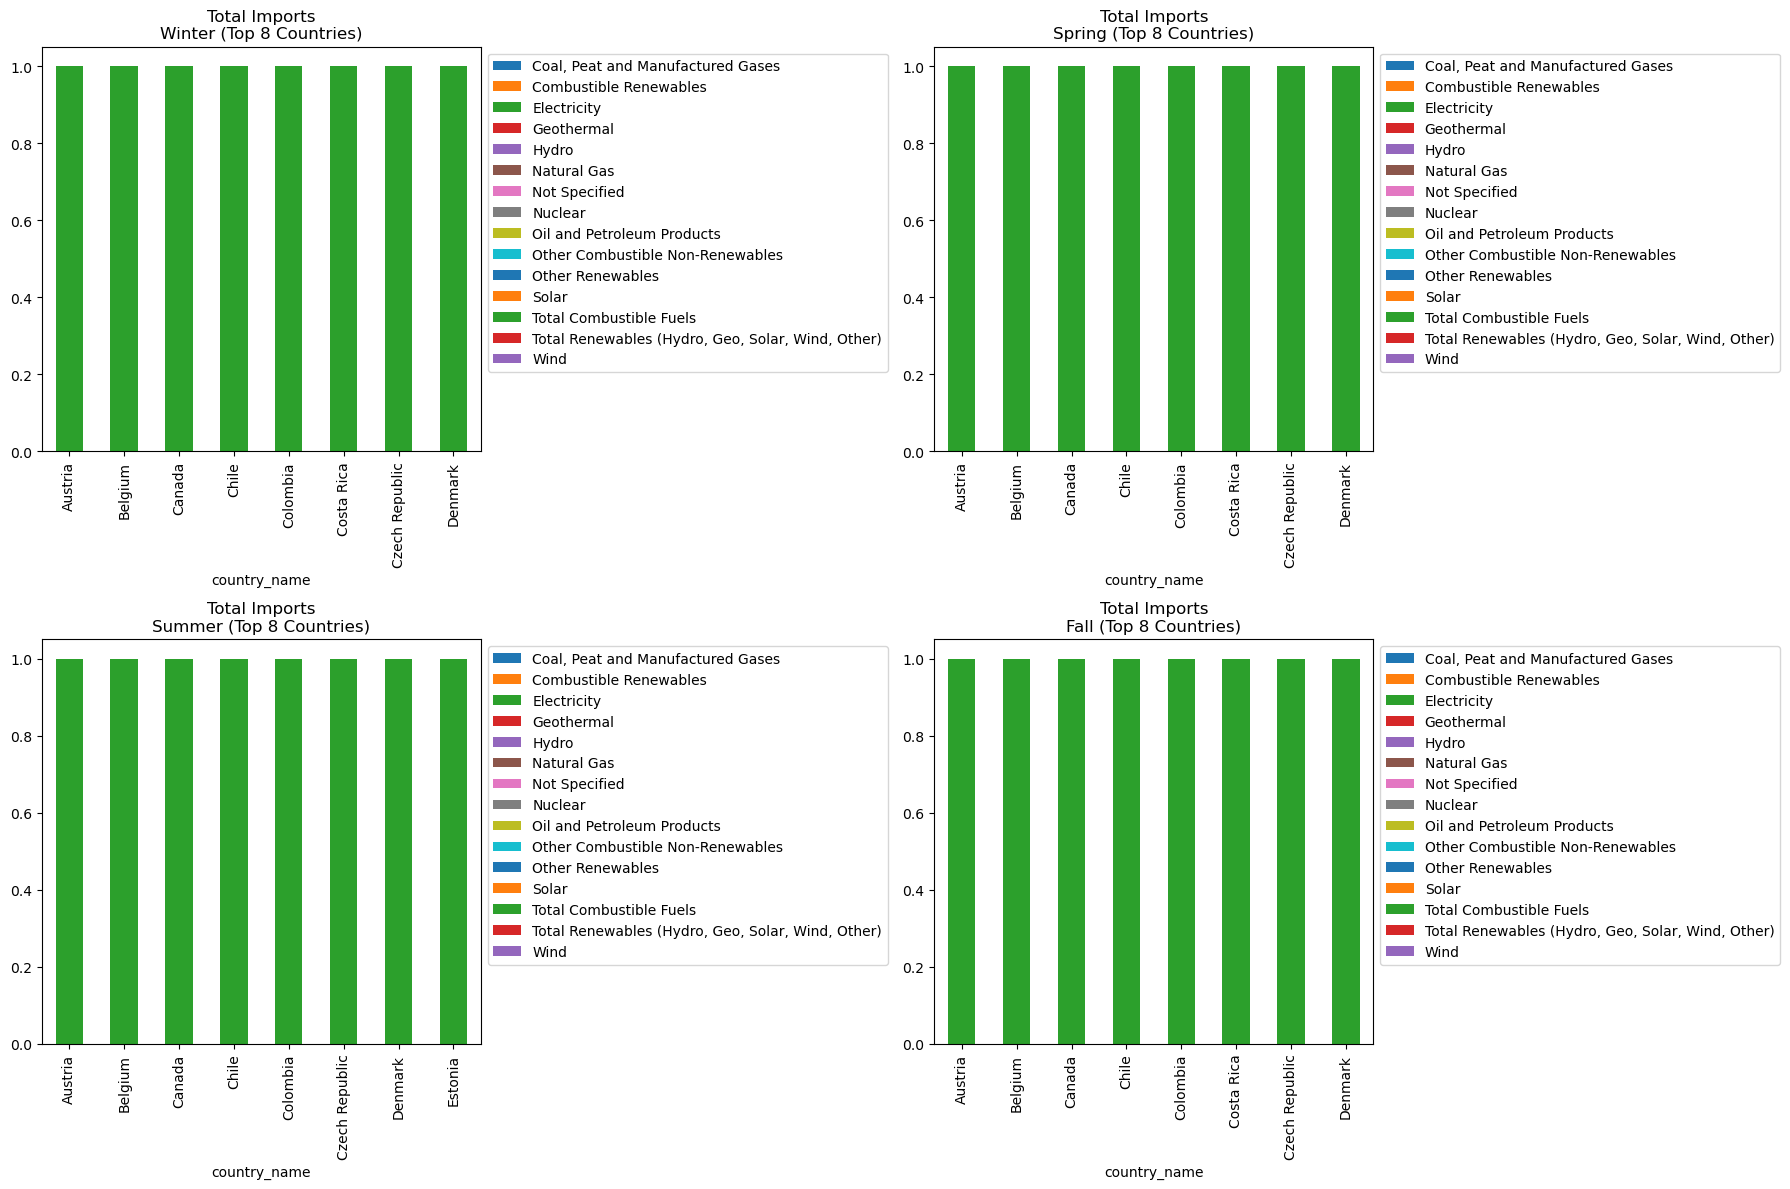 Total Imports
Winter (Top 8 Countries)
1.0
0.8
0.6
0.4
0.2
0.0
Austria
Belgium
Canada
Chile
Colombia
Costa Rica
Czech Republic
Denmark
country_name
Coal, Peat and Manufactured Gases
Combustible Renewables
Electricity
Geothermal
Hydro
Natural Gas
Not Specified
Nuclear
Oil and Petroleum Products
Other Combustible Non-Renewables
Other Renewables
Solar
Total Combustible Fuels
Total Renewables (Hydro, Geo, Solar, Wind, Other)
Wind
Total Imports
Spring (Top 8 Countries)
1.0
0.8
0.6
0.4
0.2
0.0
Austria
Belgium
Canada
Chile
Colombia
Costa Rica
Czech Republic
Denmark
country_name
Coal, Peat and Manufactured Gases
Combustible Renewables
Electricity
Geothermal
Hydro
Natural Gas
Not Specified
Nuclear
Oil and Petroleum Products
Other Combustible Non-Renewables
Other Renewables
Solar
Total Combustible Fuels
Total Renewables (Hydro, Geo, Solar, Wind, Other)
Wind
Total Imports
Summer (Top 8 Countries)
1.0
0.8
0.6
0.4
0.2
0.0
Austria
Belgium
Canada
Chile
Colombia
Czech Republic
Denmark
Estonia
country_name
Coal, Peat and Manufactured Gases
Combustible Renewables
Electricity
Geothermal
Hydro
Natural Gas
Not Specified
Nuclear
Oil and Petroleum Products
Other Combustible Non-Renewables
Other Renewables
Solar
Total Combustible Fuels
Total Renewables (Hydro, Geo, Solar, Wind, Other)
Wind
Total Imports
Fall (Top 8 Countries)
1.0
0.8
0.6
0.4
0.2
0.0
Austria
Belgium
Canada
Chile
Colombia
Costa Rica
Czech Republic
Denmark
country_name
Coal, Peat and Manufactured Gases
Combustible Renewables
Electricity
Geothermal
Hydro
Natural Gas
Not Specified
Nuclear
Oil and Petroleum Products
Other Combustible Non-Renewables
Other Renewables
Solar
Total Combustible Fuels
Total Renewables (Hydro, Geo, Solar, Wind, Other)
Wind